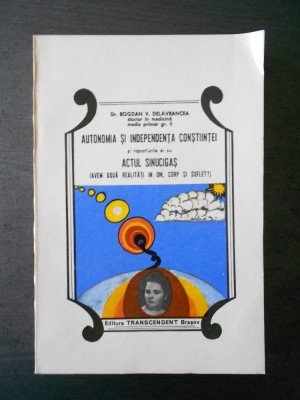 Dr. BOGDAN V. DELAVRANCEA
doctor în medicină
medic primar gr. II
AUTONOMIA ȘI INDEPENDENȚA CONȘTIINȚEI
și raporturile ei cu
ACTUL SINUCIGAȘ
(AVEM DOUĂ REALITĂȚI ÎN OM, CORP ȘI SUFLET?)
Editura TRANSCENDENT Brașov